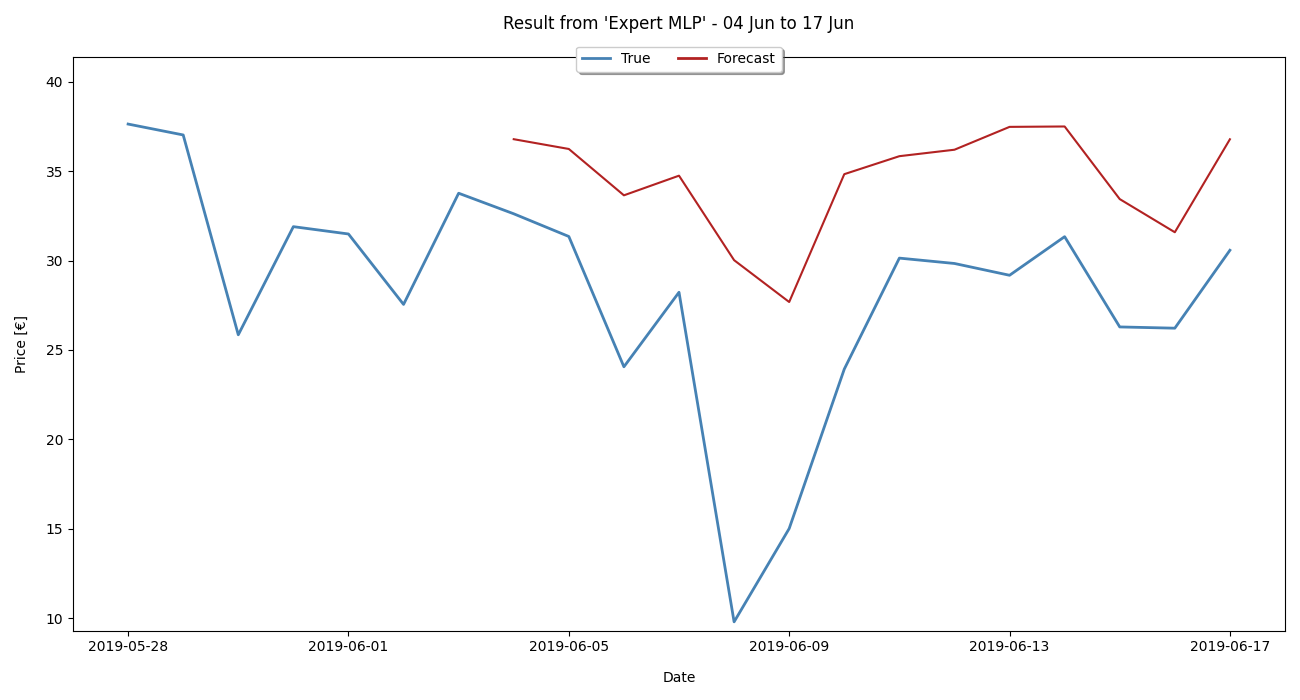 Result from 'Expert MLP' - 04 Jun to 17 Jun
True
Forecast
40
35
30
25
20
15
10
Price [€]
2019-05-28
2019-06-01
2019-06-05
2019-06-09
2019-06-13
2019-06-17
Date